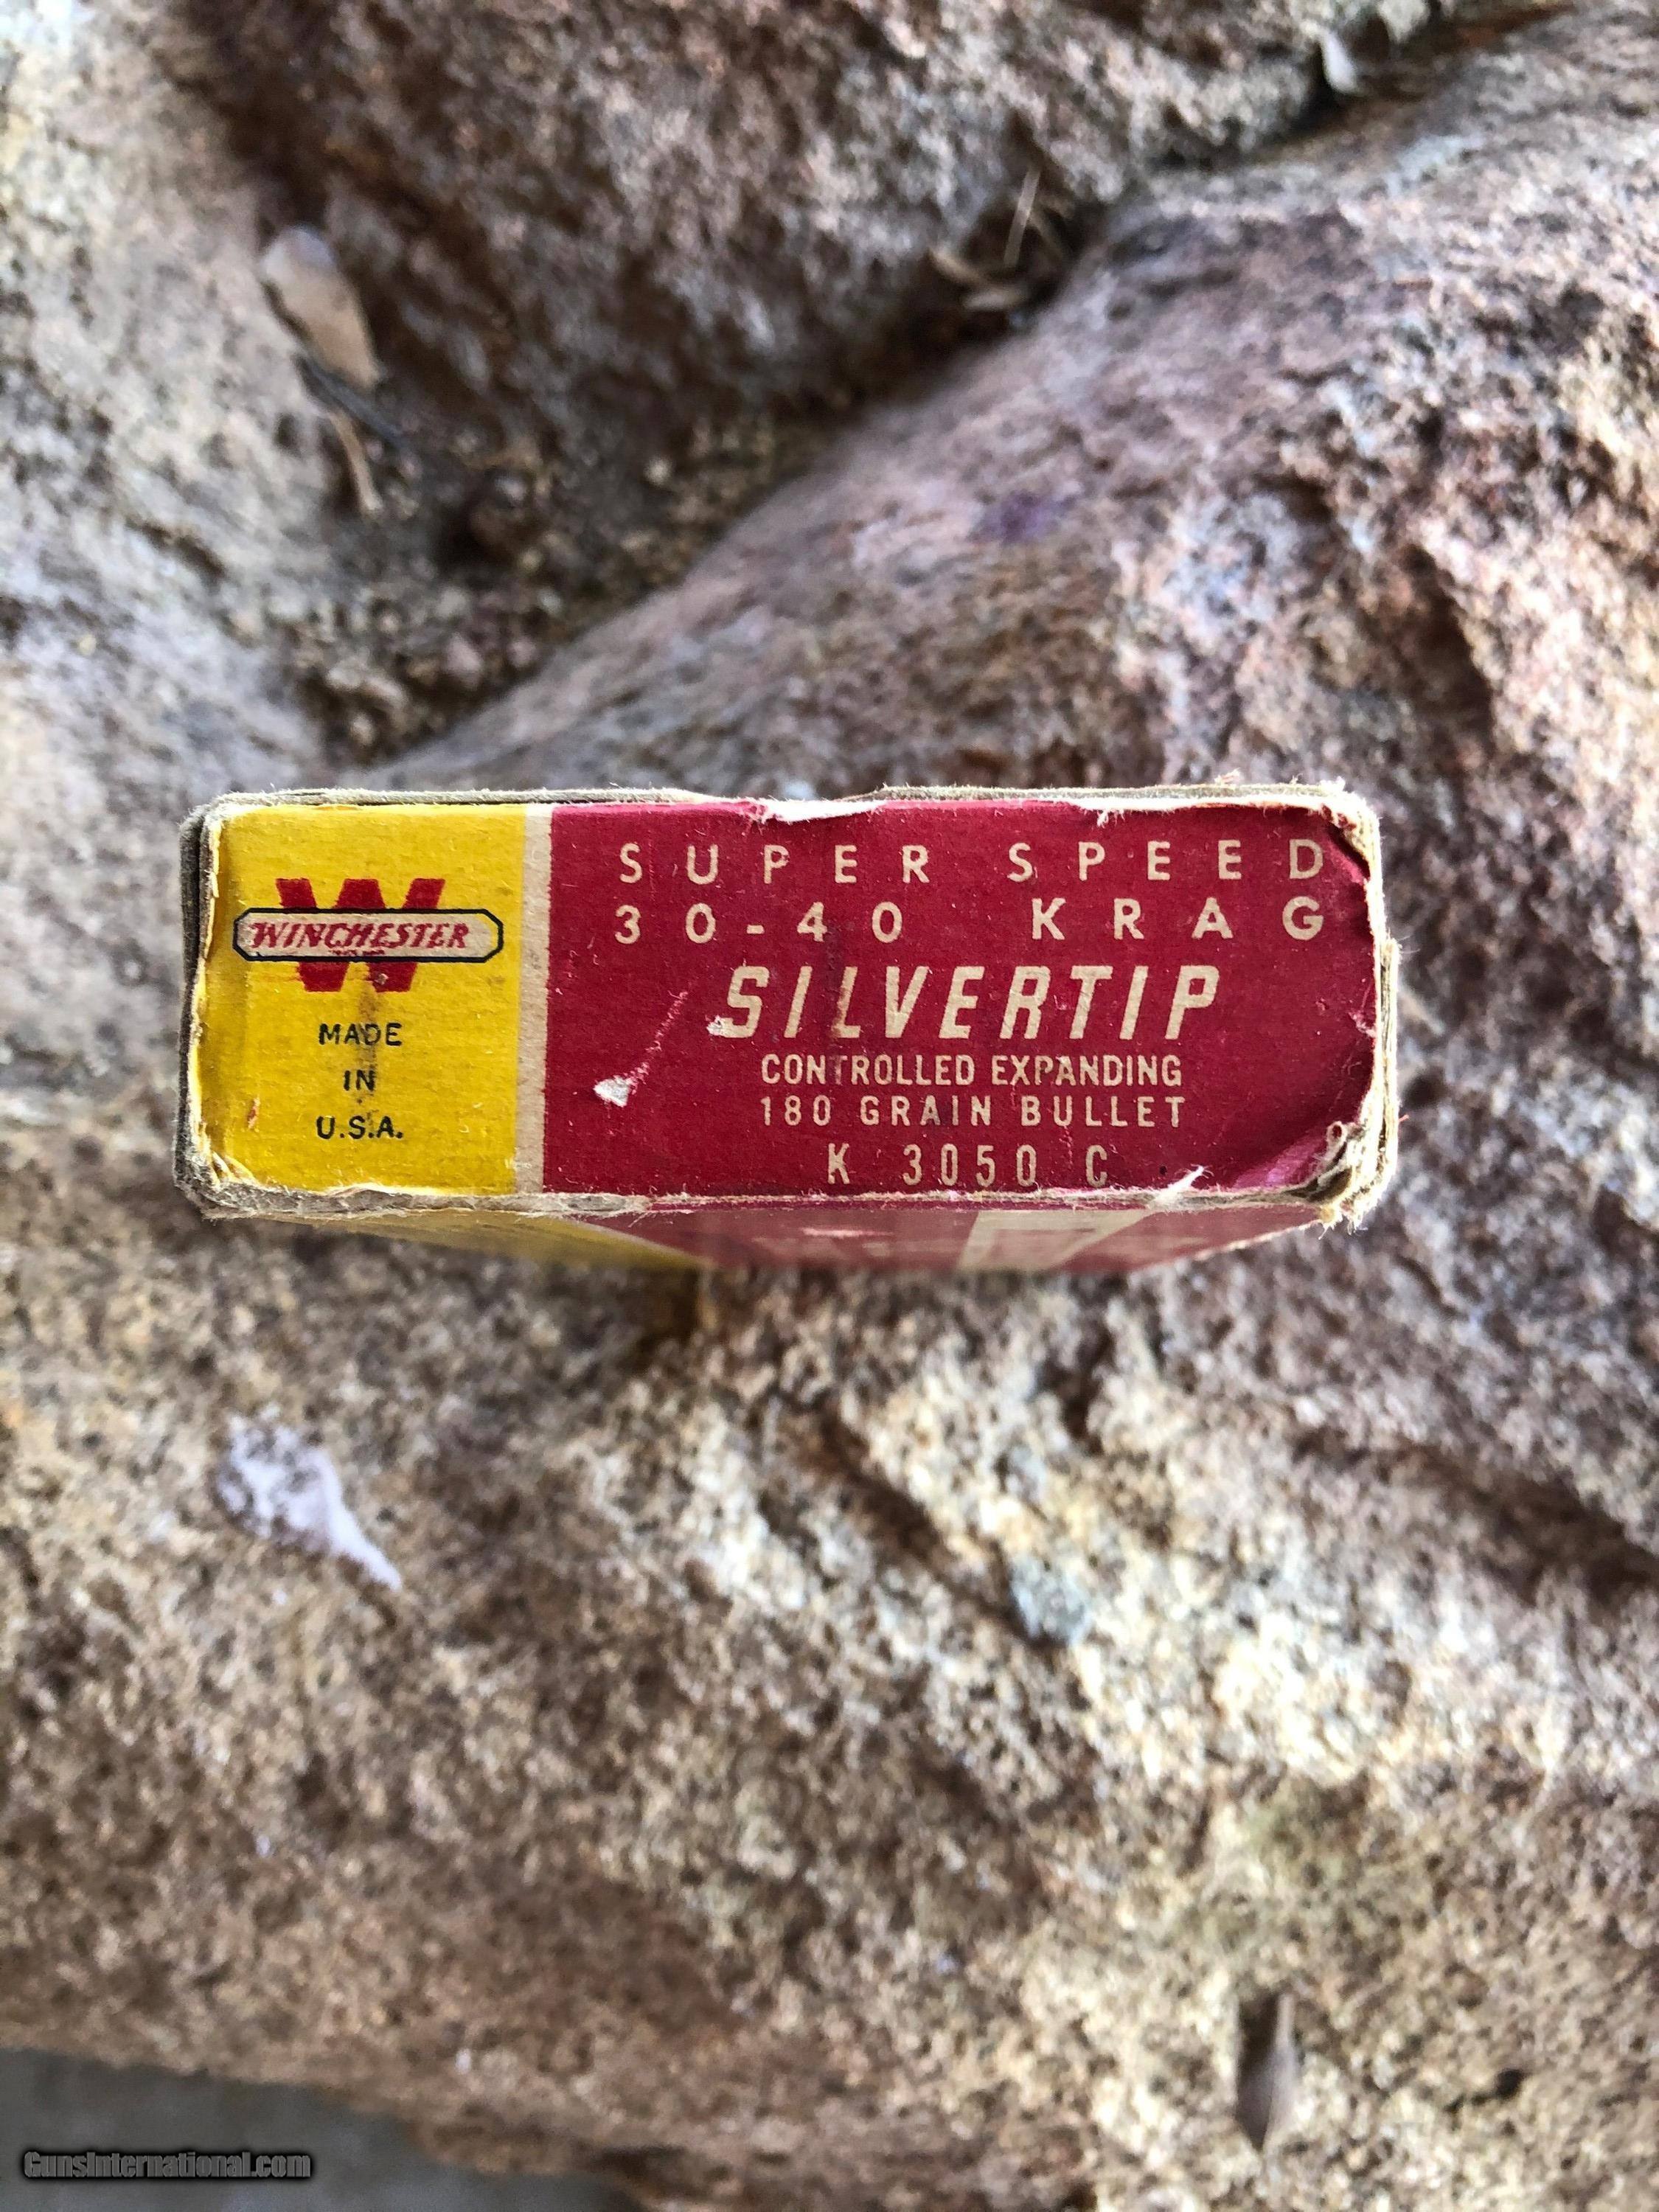 W
WINCHESTER
MADE
IN
U.S.A.
SUPER SPEED
30-40 KRAG
SILVERTIP
CONTROLLED EXPANDING
180 GRAIN BULLET
K 3050 C
GunsInternational.com